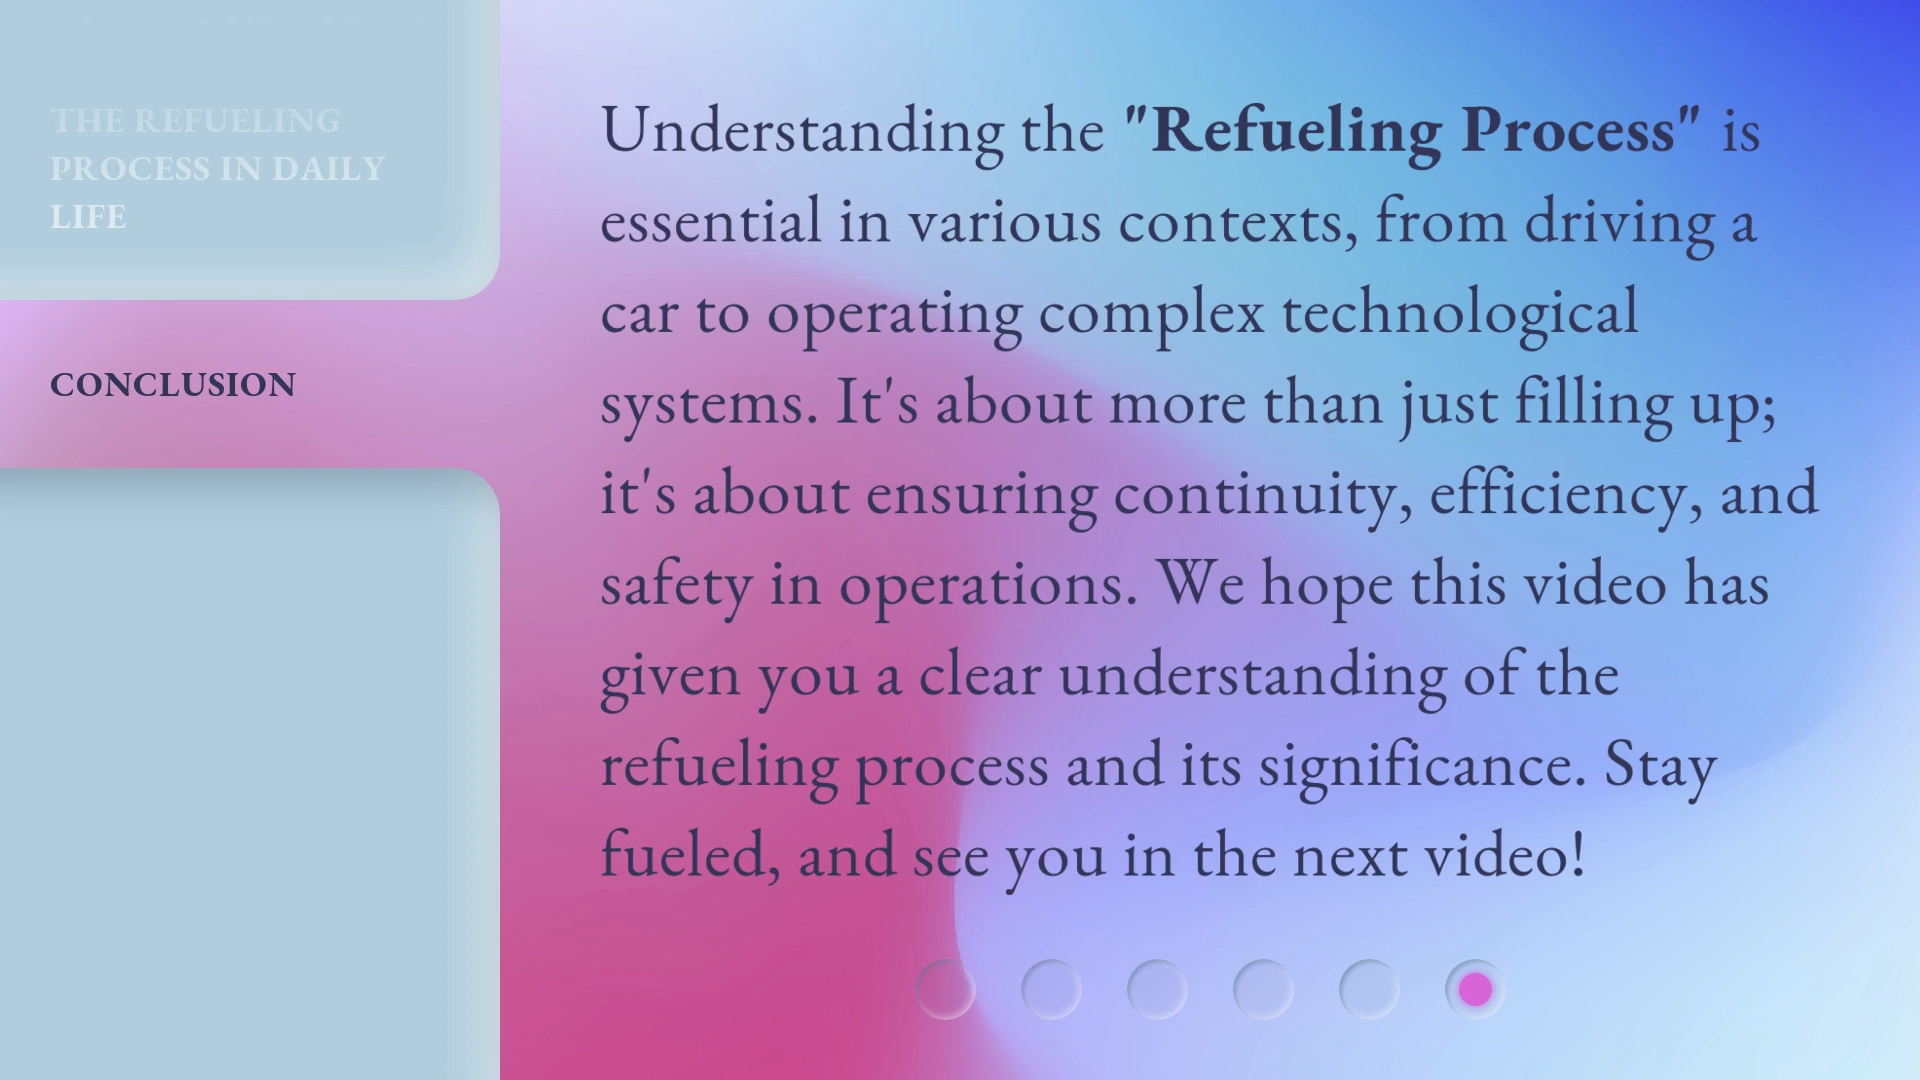 THE REFUELING
PROCESS IN DAILY
LIFE
CONCLUSION
Understanding the "Refueling Process" is
essential in various contexts, from driving a
car to operating complex technological
systems. It's about more than just filling up;
it's about ensuring continuity, efficiency, and
safety in operations. We hope this video has
given you a clear understanding of the
refueling process and its significance. Stay
fueled, and see you in the next video!